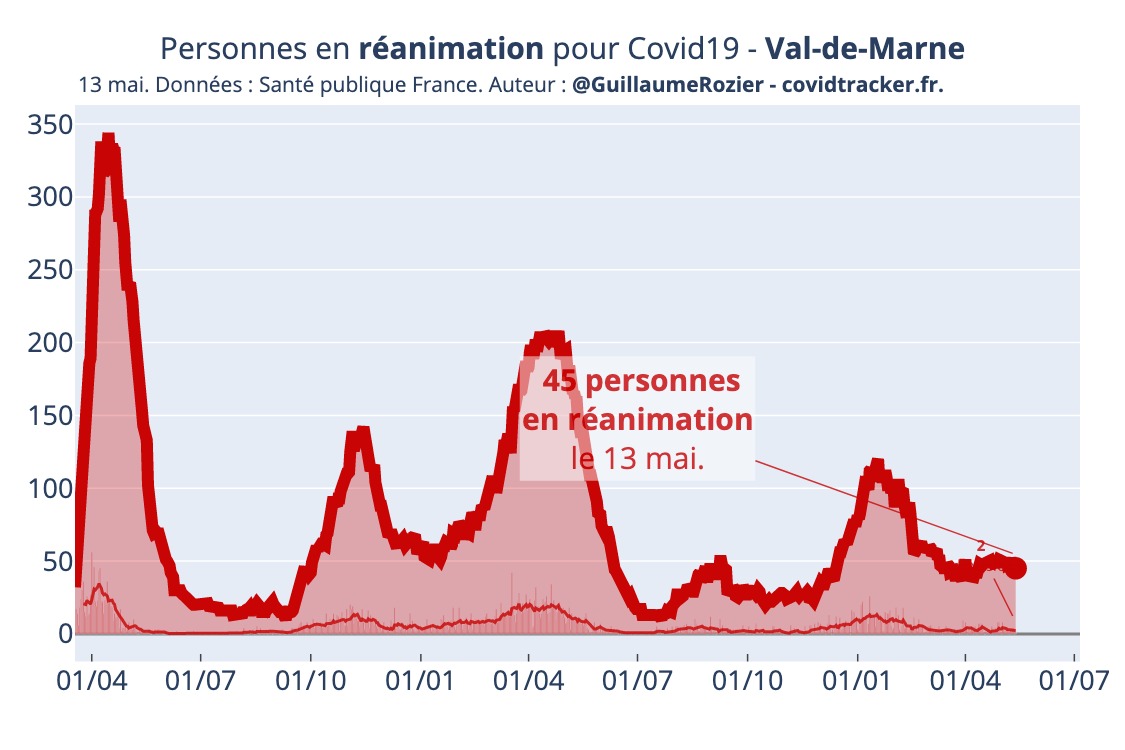 Personnes en réanimation pour Covid19 - Val-de-Marne
13 mai. Données : Santé publique France. Auteur : @GuillaumeRozier - covidtracker.fr.
350
300
250
200
150
100
50
0
45 personnes
en réanimation
le 13 mai.
2
01/04 01/07 01/10 01/01 01/04 01/07 01/10 01/01 01/04 01/07